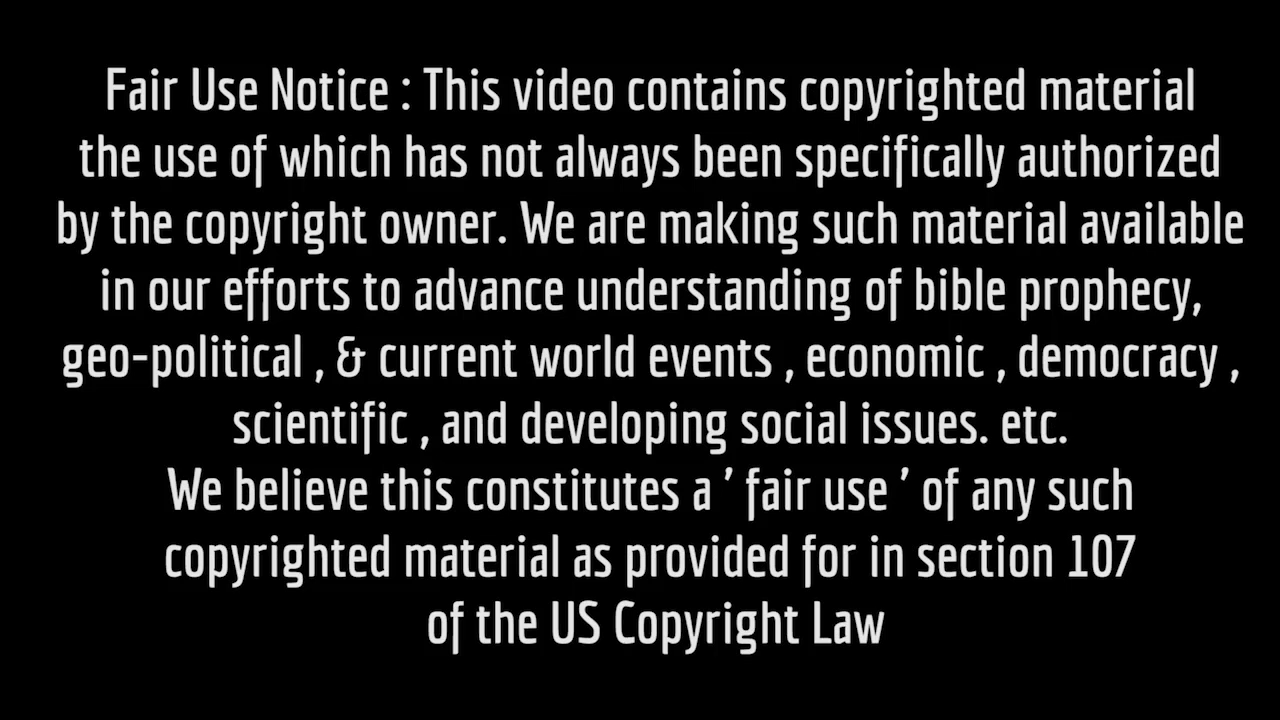 Fair Use Notice : This video contains copyrighted material
the use of which has not always been specifically authorized
by the copyright owner. We are making such material available
in our efforts to advance understanding of bible prophecy,
geo-political , & current world events , economic , democracy ,
scientific , and developing social issues. etc.
We believe this constitutes a ’ fair use ’ of any such
copyrighted material as provided for in section 107
of the US Copyright Law